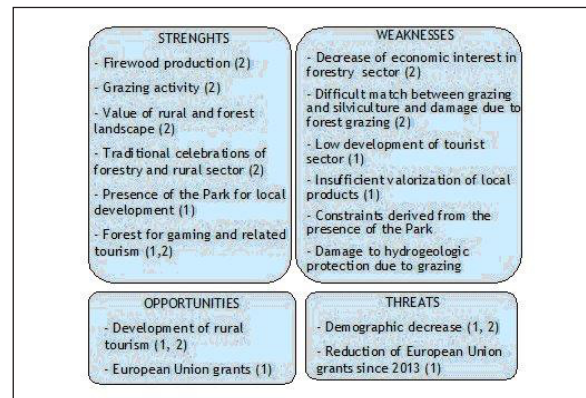 STRENGHTS
- Firewood production (2)
- Grazing activity (2)
- Value of rural and forest
landscape (2)
- Traditional celebrations of
forestry and rural sector (2)
- Presence of the Park for local
development (1)
- Forest for gaming and related
tourism (1,2)
WEAKNESSES
- Decrease of economic interest in
forestry sector (2)
- Difficult match between grazing
and silviculture and damage due to
forest grazing (2)
- Low development of tourist
sector (1)
- Insufficient valorization of local
products (1)
- Constraints derived from the
presence of the Park
- Damage to hydrogeologic
protection due to grazing
OPPORTUNITIES
- Development of rural
tourism (1, 2)
- European Union grants (1)
THREATS
- Demographic decrease (1, 2)
- Reduction of European Union
grants since 2013 (1)